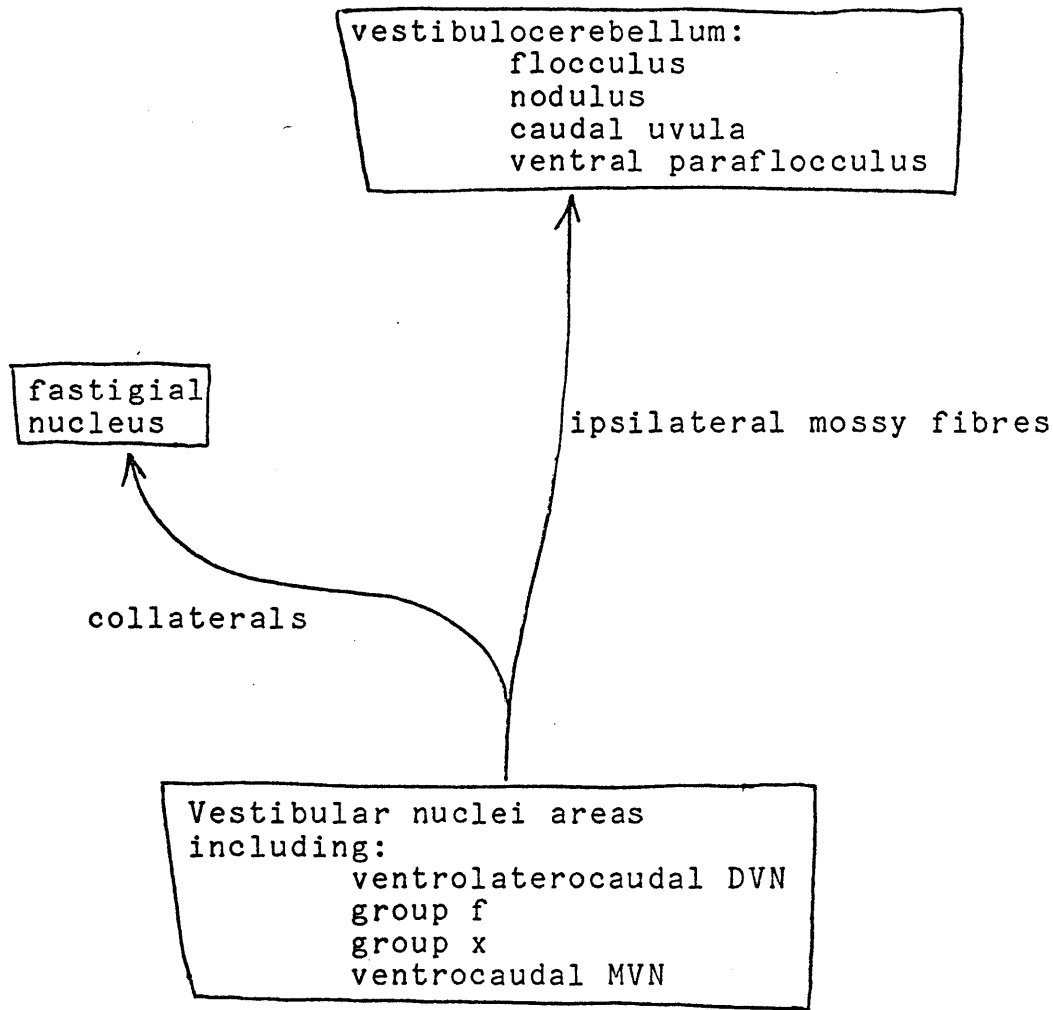 vestibulocerebellum:
flocculus
nodulus
caudal uvula
ventral paraflocculus
fastigial
nucleus
ipsilateral mossy fibres
collaterals
Vestibular nuclei areas
including:
ventrolaterocaudal DVN
group f
group x
ventrocaudal MVN